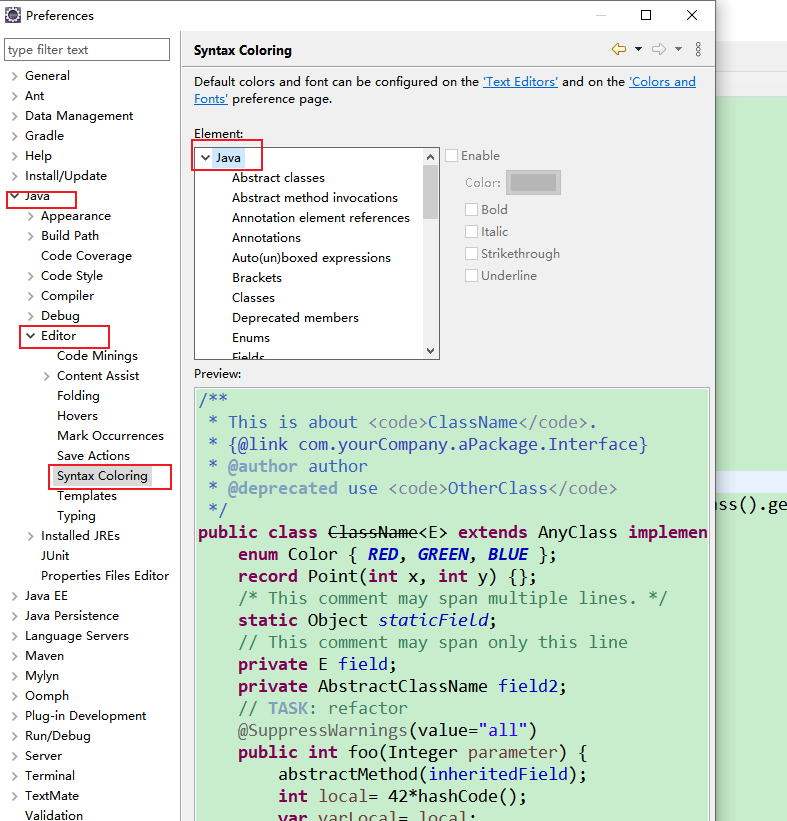 Preferences
type filter text
General
Ant
Data Management
Gradle
Help
Install/Update
Java
Appearance
Build Path
Code Coverage
Code Style
Compiler
Debug
Editor
Code Minings
Content Assist
Folding
Hovers
Mark Occurrences
Save Actions
Syntax Coloring
Templates
Typing
Installed JREs
JUnit
Properties Files Editor
Java EE
Java Persistence
Language Servers
Maven
Mylyn
Oomph
Plug-in Development
Run/Debug
Server
Terminal
TextMate
Validation
Syntax Coloring
Default colors and font can be configured on the 'Text Editors' and on the 'Colors and
Fonts' preference page.
Element:
Java
Abstract classes
Abstract method invocations
Annotation element references
Annotations
Auto(un)boxed expressions
Brackets
Classes
Deprecated members
Enums
Fields
Enable
Color:
Bold
Italic
Strikethrough
Underline
Preview:
/**
 * This is about <code>ClassName</code>.
 * {@link com.yourCompany.aPackage.Interface}
 * @author author
 * @deprecated use <code>OtherClass</code>
 */
public class ClassName<E> extends AnyClass implemen
    enum Color { RED, GREEN, BLUE };
    record Point(int x, int y) {};
    /* This comment may span multiple lines. */
    static Object staticField;
    // This comment may span only this line
    private E field;
    private AbstractClassName field2;
    // TASK: refactor
    @SuppressWarnings(value="all")
    public int foo(Integer parameter) {
        abstractMethod(inheritedField);
        int local= 42*hashCode();
        var varLocal= local;
ass().ge